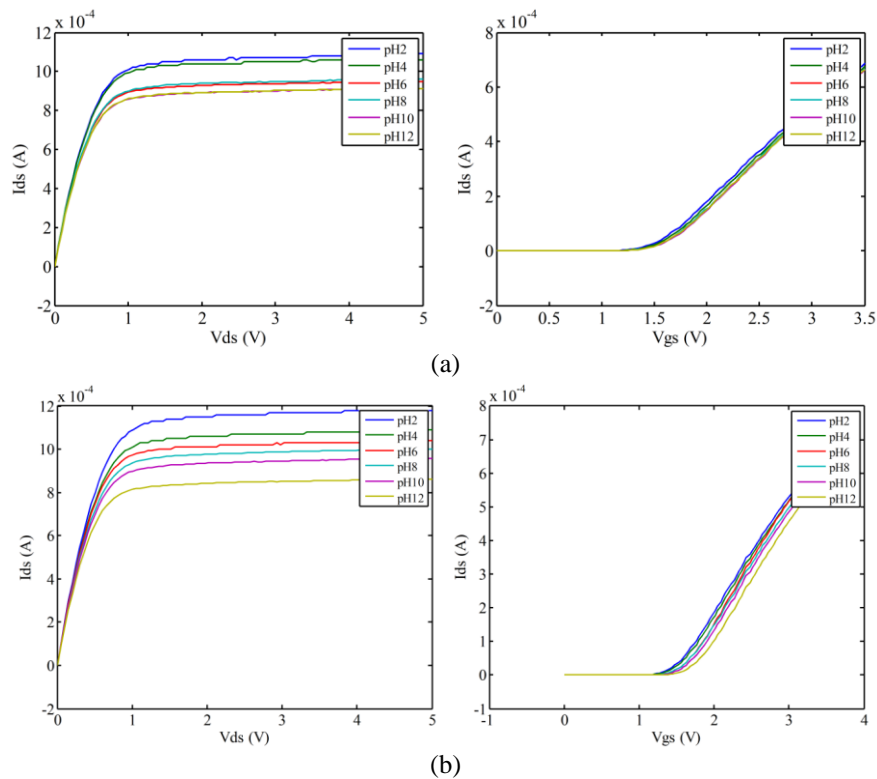 x 10⁻⁴
12
10
8
6
4
2
0
-2
0
1
2
3
4
5
Ids (A)
Vds (V)
pH2
pH4
pH6
pH8
pH10
pH12
x 10⁻⁴
8
6
4
2
0
-2
0
0.5
1
1.5
2
2.5
3
3.5
Ids (A)
Vgs (V)
pH2
pH4
pH6
pH8
pH10
pH12
(a)
x 10⁻⁴
12
10
8
6
4
2
0
-2
0
1
2
3
4
5
Ids (A)
Vds (V)
pH2
pH4
pH6
pH8
pH10
pH12
x 10⁻⁴
8
7
6
5
4
3
2
1
0
-1
-1
0
1
2
3
4
Ids (A)
Vgs (V)
pH2
pH4
pH6
pH8
pH10
pH12
(b)